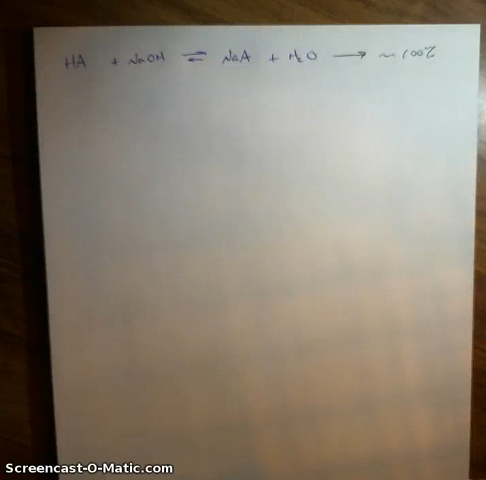 HA + NaOH ⇌ NaA + H₂O → ~ 100%
Screencast-O-Matic.com